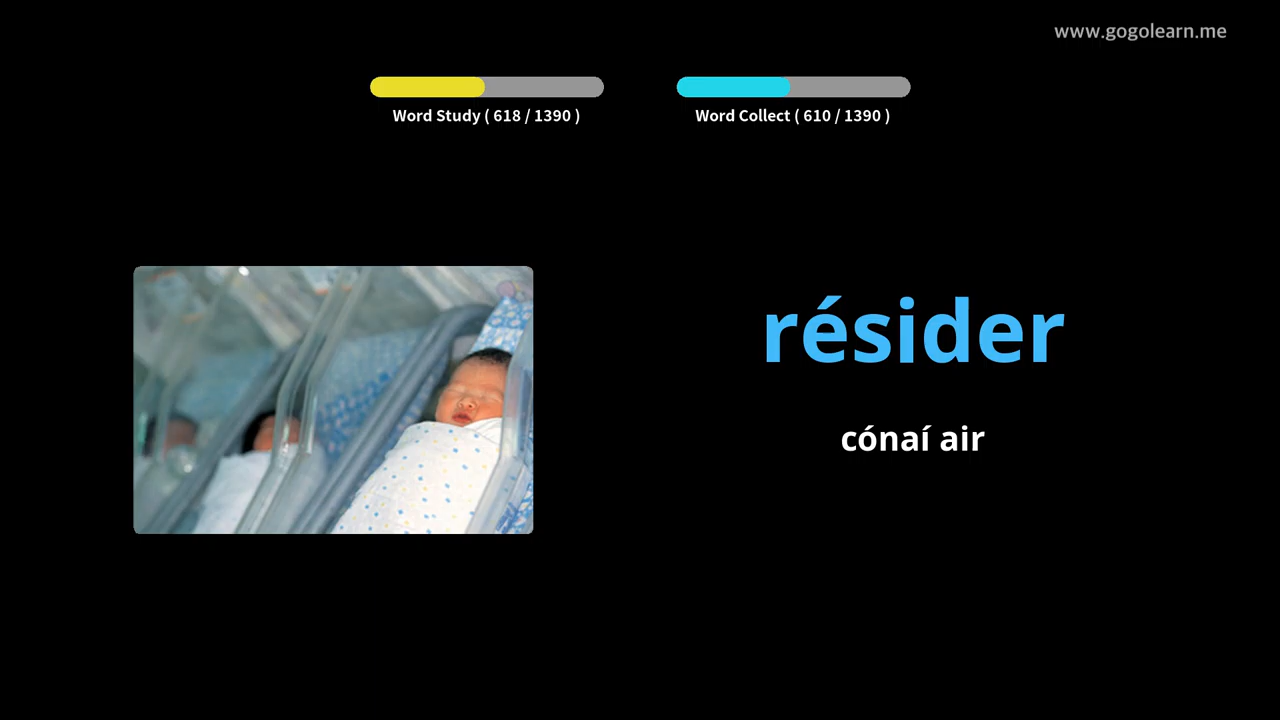 www.gogolearn.me
Word Study ( 618 / 1390 )
Word Collect ( 610 / 1390 )
résider
cónaí air